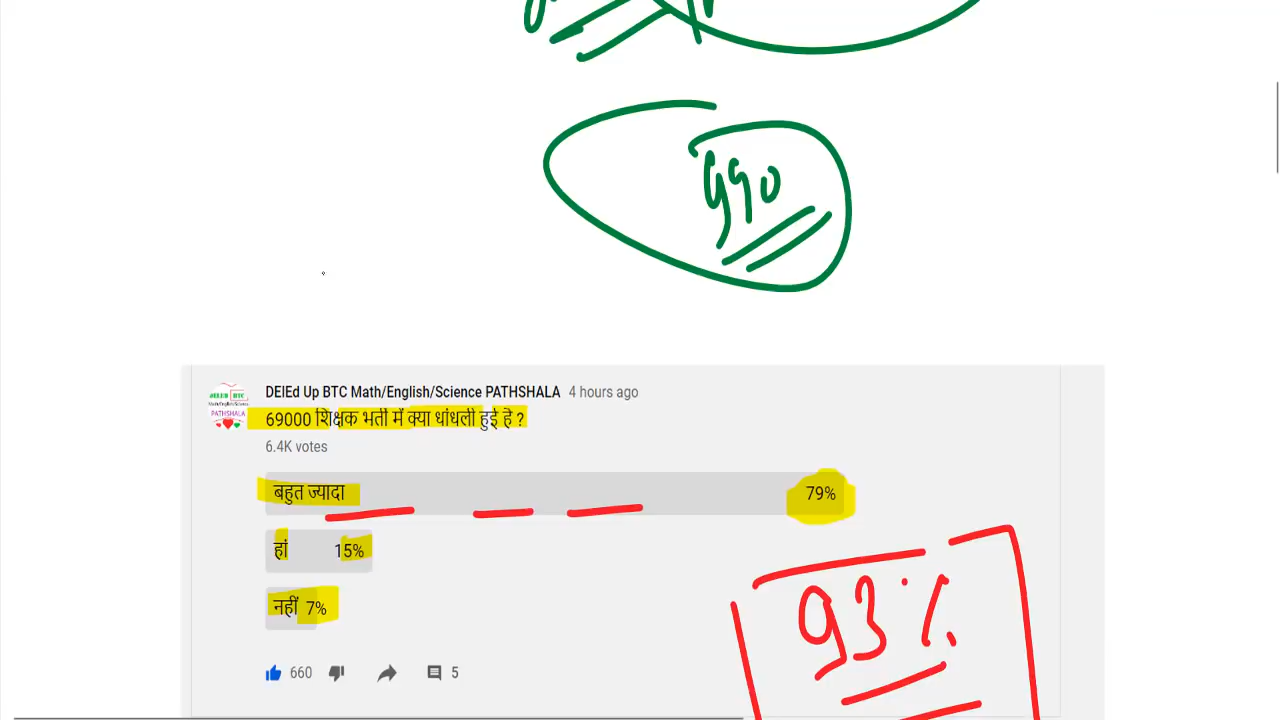 990
DElEd Up BTC Math/English/Science PATHSHALA 4 hours ago
69000 शिक्षक भर्ती में क्या धांधली हुई है ?
6.4K votes
बहुत ज्यादा 79%
हां 15%
नहीं 7%
93%
660 5